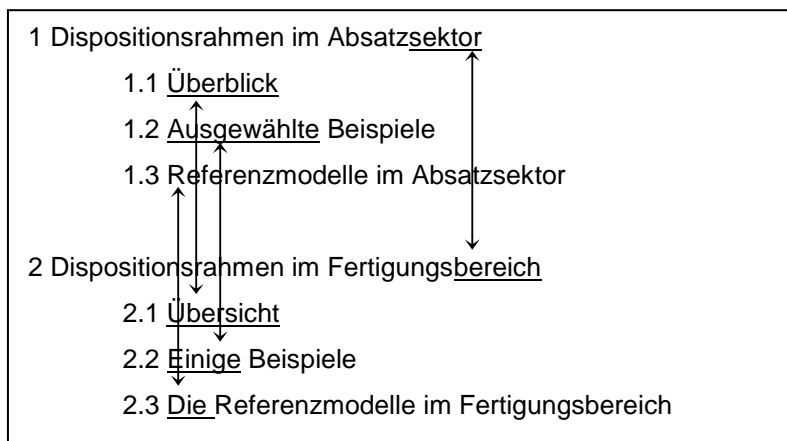 1 Dispositionsrahmen im Absatzsektor
1.1 Überblick
1.2 Ausgewählte Beispiele
1.3 Referenzmodelle im Absatzsektor
2 Dispositionsrahmen im Fertigungsbereich
2.1 Übersicht
2.2 Einige Beispiele
2.3 Die Referenzmodelle im Fertigungsbereich